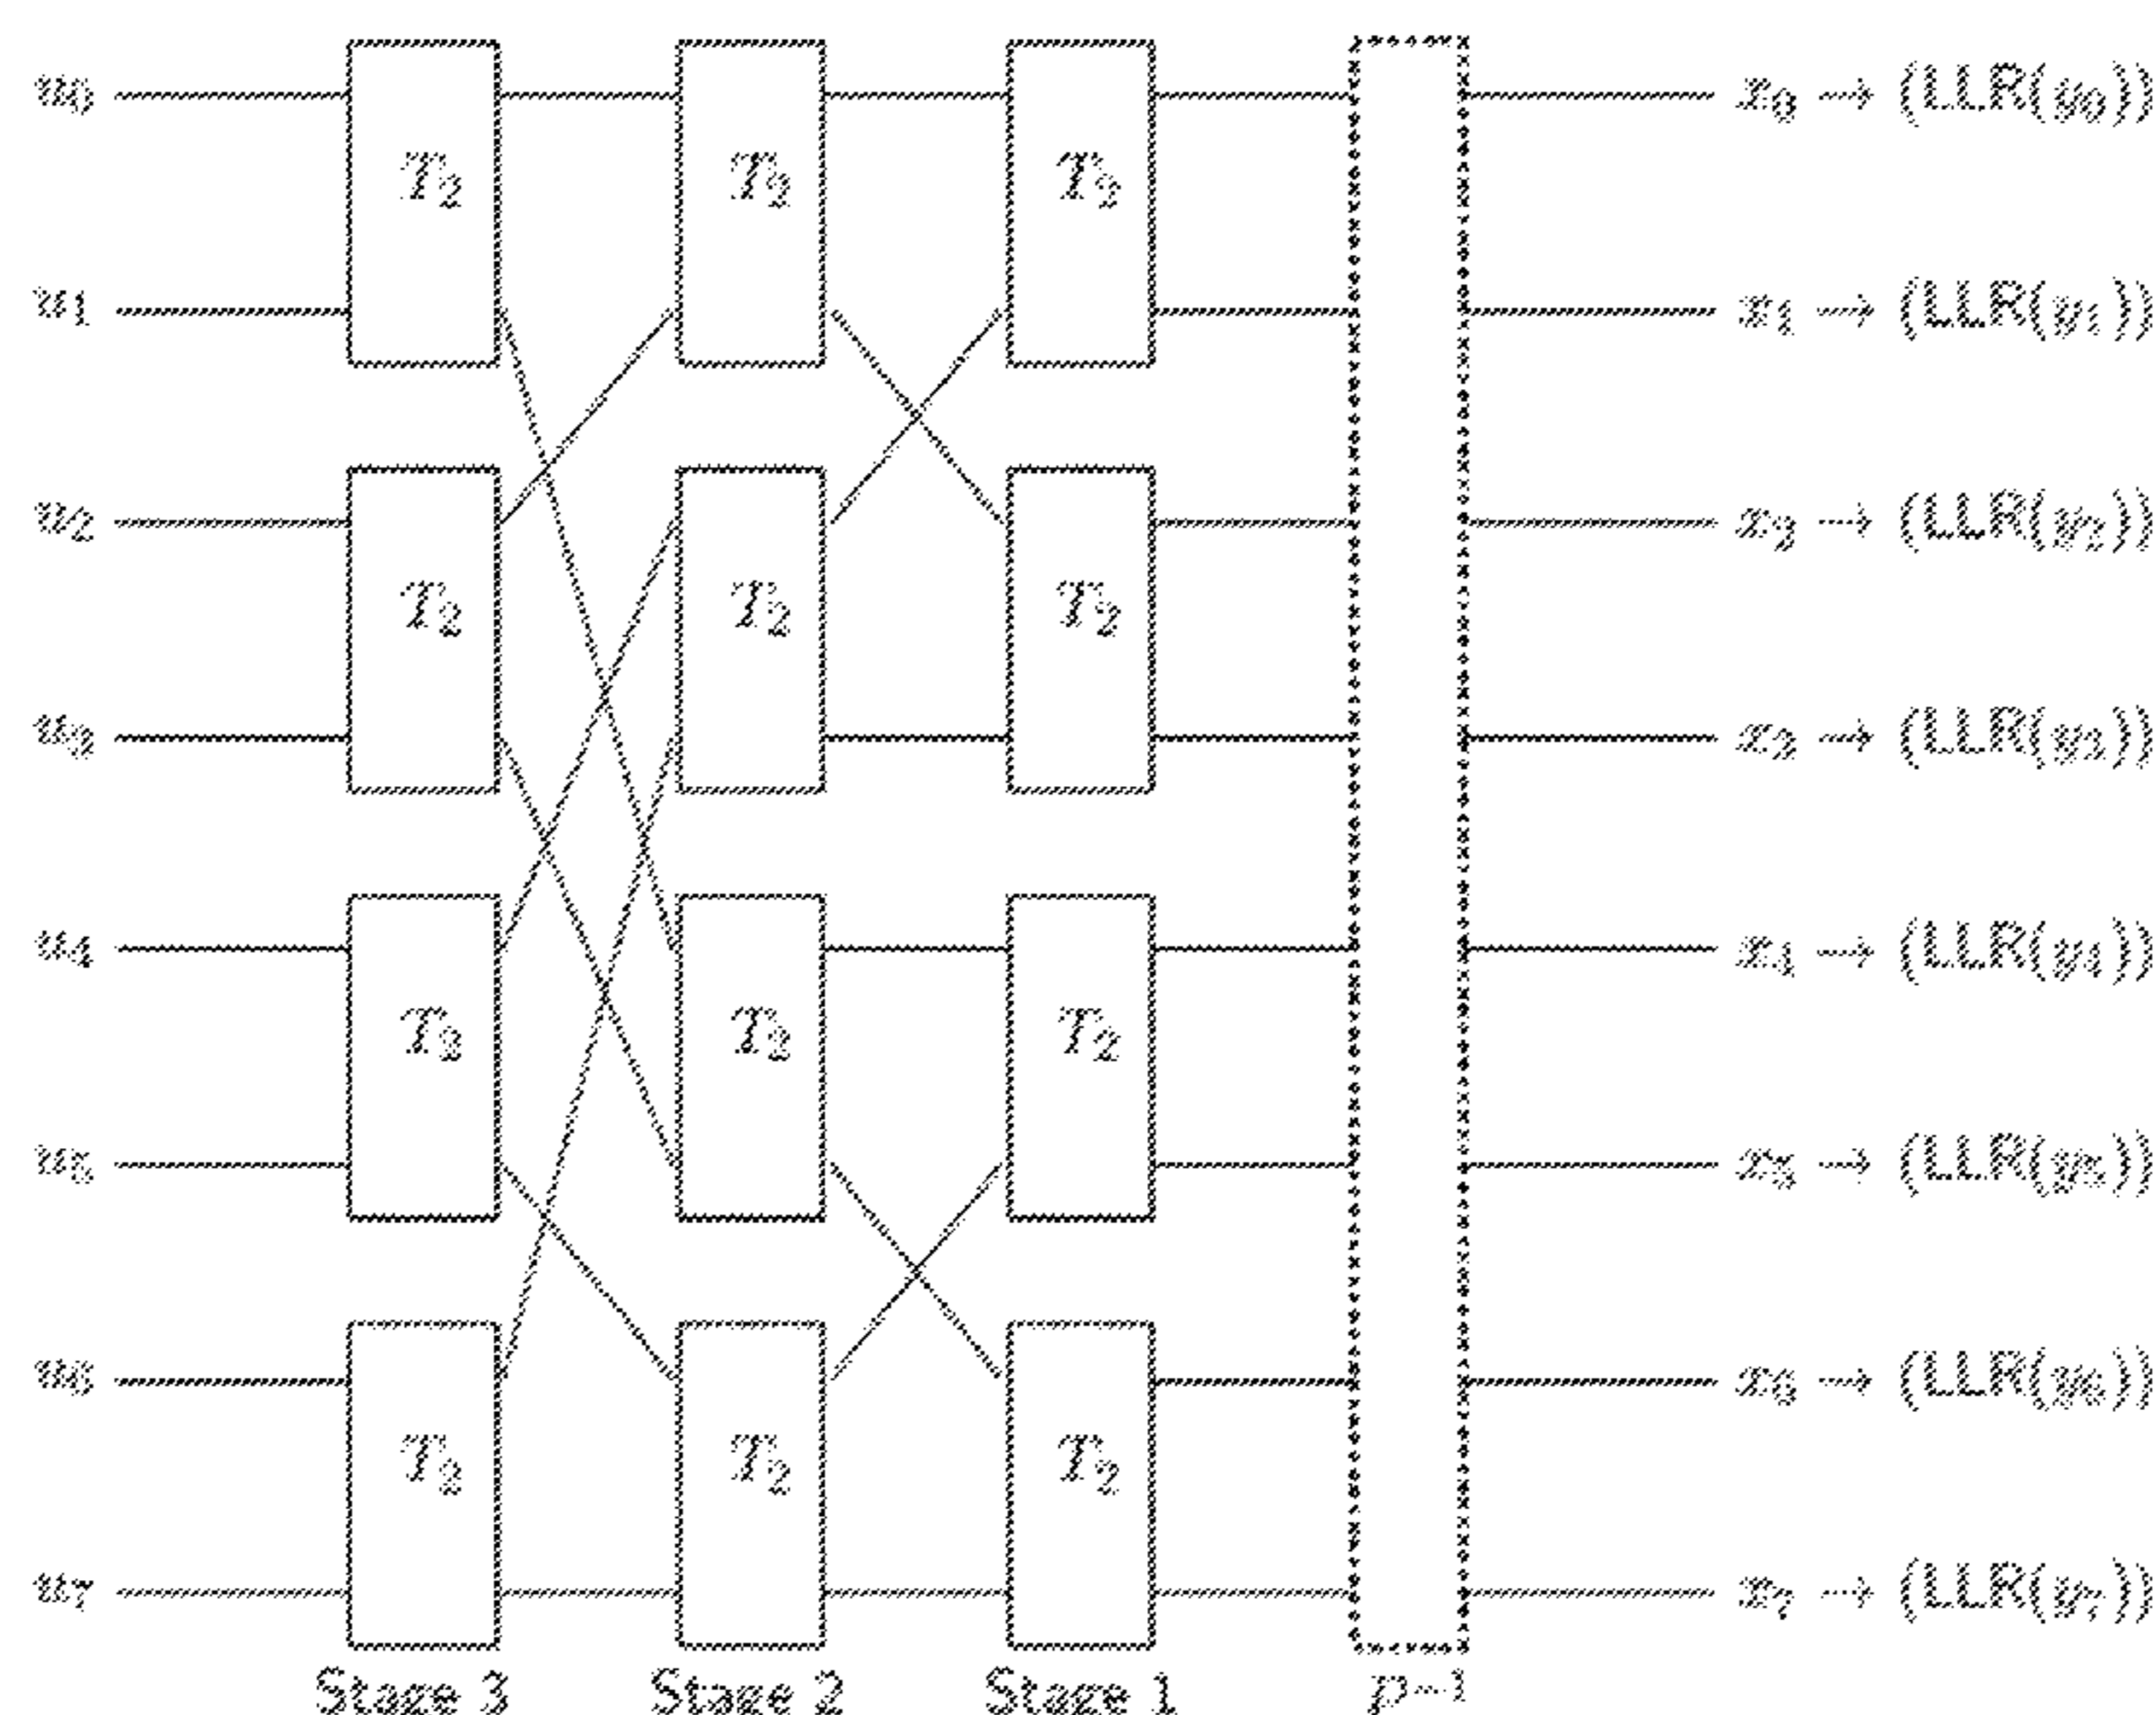 u0 T2 T2 T2 x0 → (LLR(y0))
u1 x1 → (LLR(y1))
u2 T2 T2 T2 x2 → (LLR(y2))
u3 x3 → (LLR(y3))
u4 T2 T2 T2 x4 → (LLR(y4))
u5 x5 → (LLR(y5))
u6 T2 T2 T2 x6 → (LLR(y6))
u7 x7 → (LLR(y7))
Stage 3 Stage 2 Stage 1 p−1